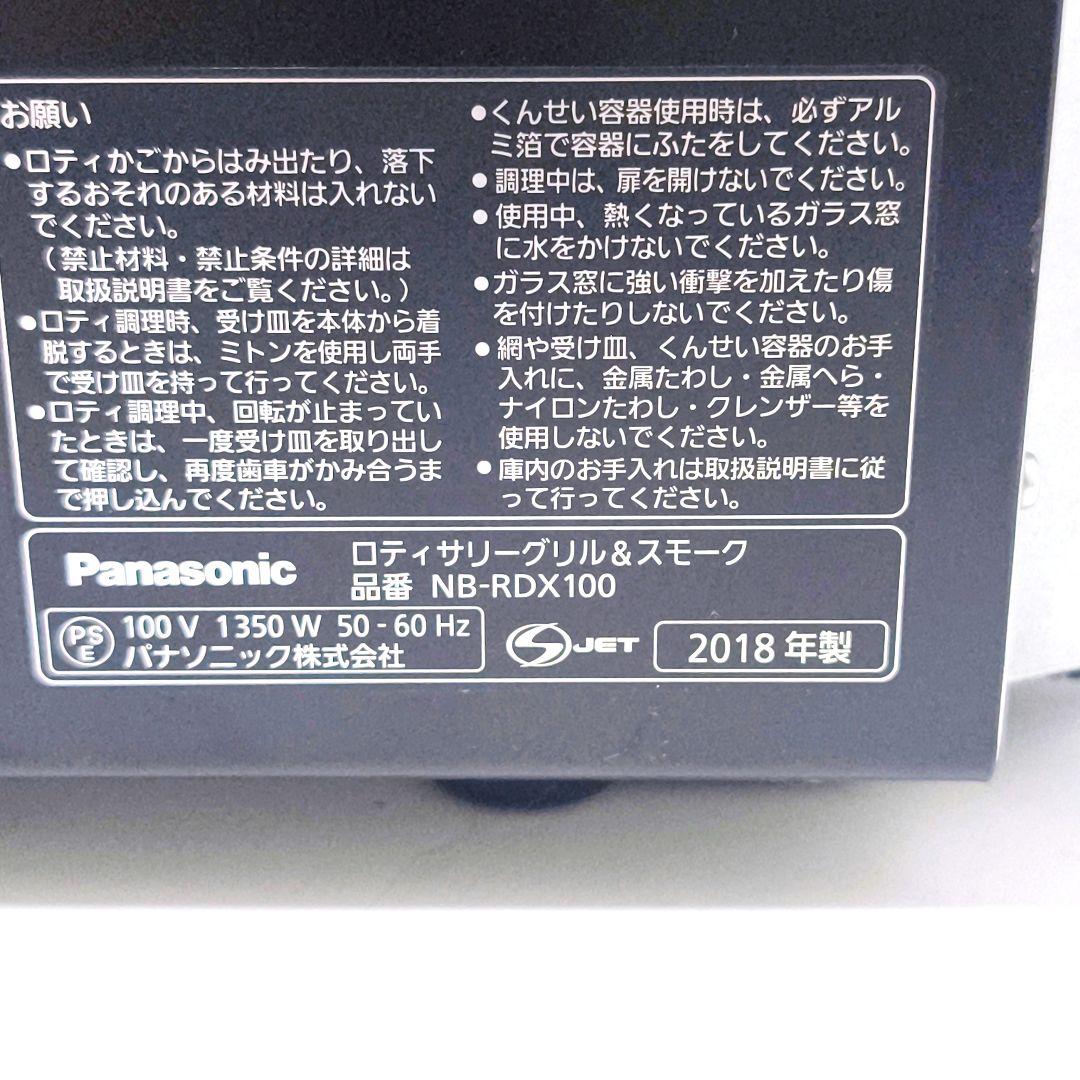 お願い
●ロティかごからはみ出たり、落下
するおそれのある材料は入れない
でください。
（禁止材料・禁止条件の詳細は
取扱説明書をご覧ください。）
●ロティ調理時、受け皿を本体から着
脱するときは、ミトンを使用し両手
で受け皿を持って行ってください。
●ロティ調理中、回転が止まってい
たときは、一度受け皿を取り出し
て確認し、再度歯車がかみ合うま
で押し込んでください。
●くんせい容器使用時は、必ずアル
ミ箔で容器にふたをしてください。
●調理中は、扉を開けないでください。
●使用中、熱くなっているガラス窓
に水をかけないでください。
●ガラス窓に強い衝撃を加えたり傷
を付けたりしないでください。
●網や受け皿、くんせい容器のお手
入れに、金属たわし・金属へら・
ナイロンたわし・クレンザー等を
使用しないでください。
●庫内のお手入れは取扱説明書に従
って行ってください。
Panasonic
ロティサリーグリル&スモーク
品番 NB-RDX100
PS
E
100 V 1350 W 50 - 60 Hz
パナソニック株式会社
JET
2018 年製